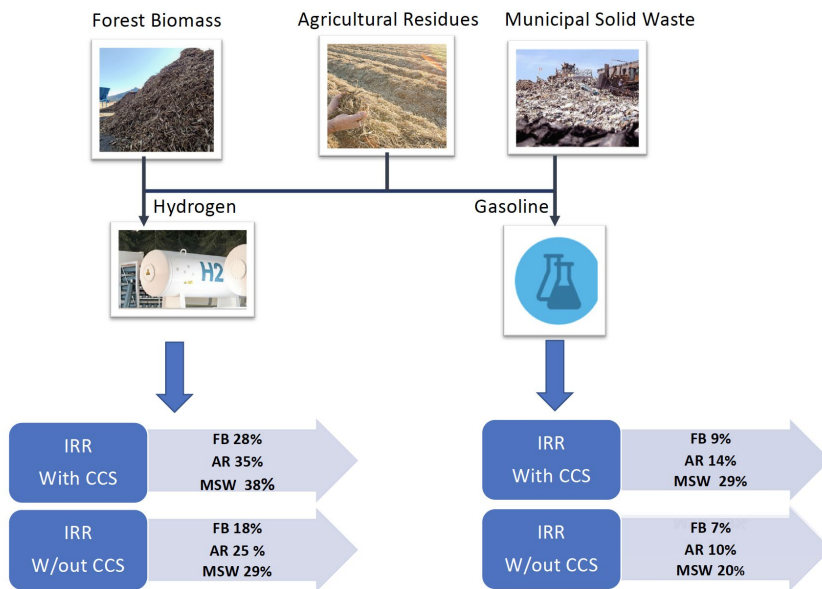 Forest Biomass
Agricultural Residues
Municipal Solid Waste
Hydrogen
Gasoline
H2
IRR
With CCS
FB 28%
AR 35%
MSW 38%
IRR
With CCS
FB 9%
AR 14%
MSW 29%
IRR
W/out CCS
FB 18%
AR 25 %
MSW 29%
IRR
W/out CCS
FB 7%
AR 10%
MSW 20%